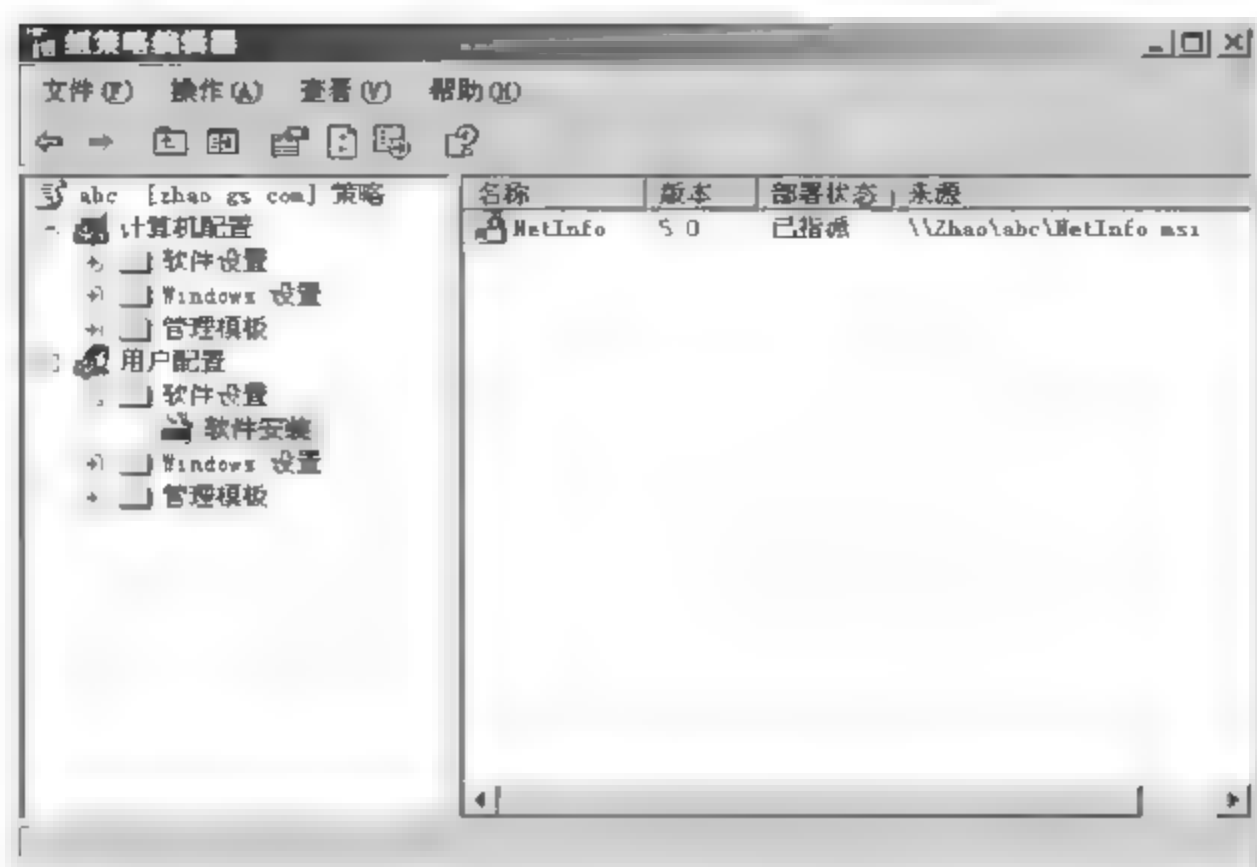 组策略编辑器
文件(F) 操作(A) 查看(V) 帮助(H)
abc [zhao gs com] 策略
计算机配置
软件设置
Windows 设置
管理模板
用户配置
软件设置
软件安装
Windows 设置
管理模板
名称 版本 部署状态 来源
NetInfo 5 0 已指派 \\Zhao\abc\NetInfo msi